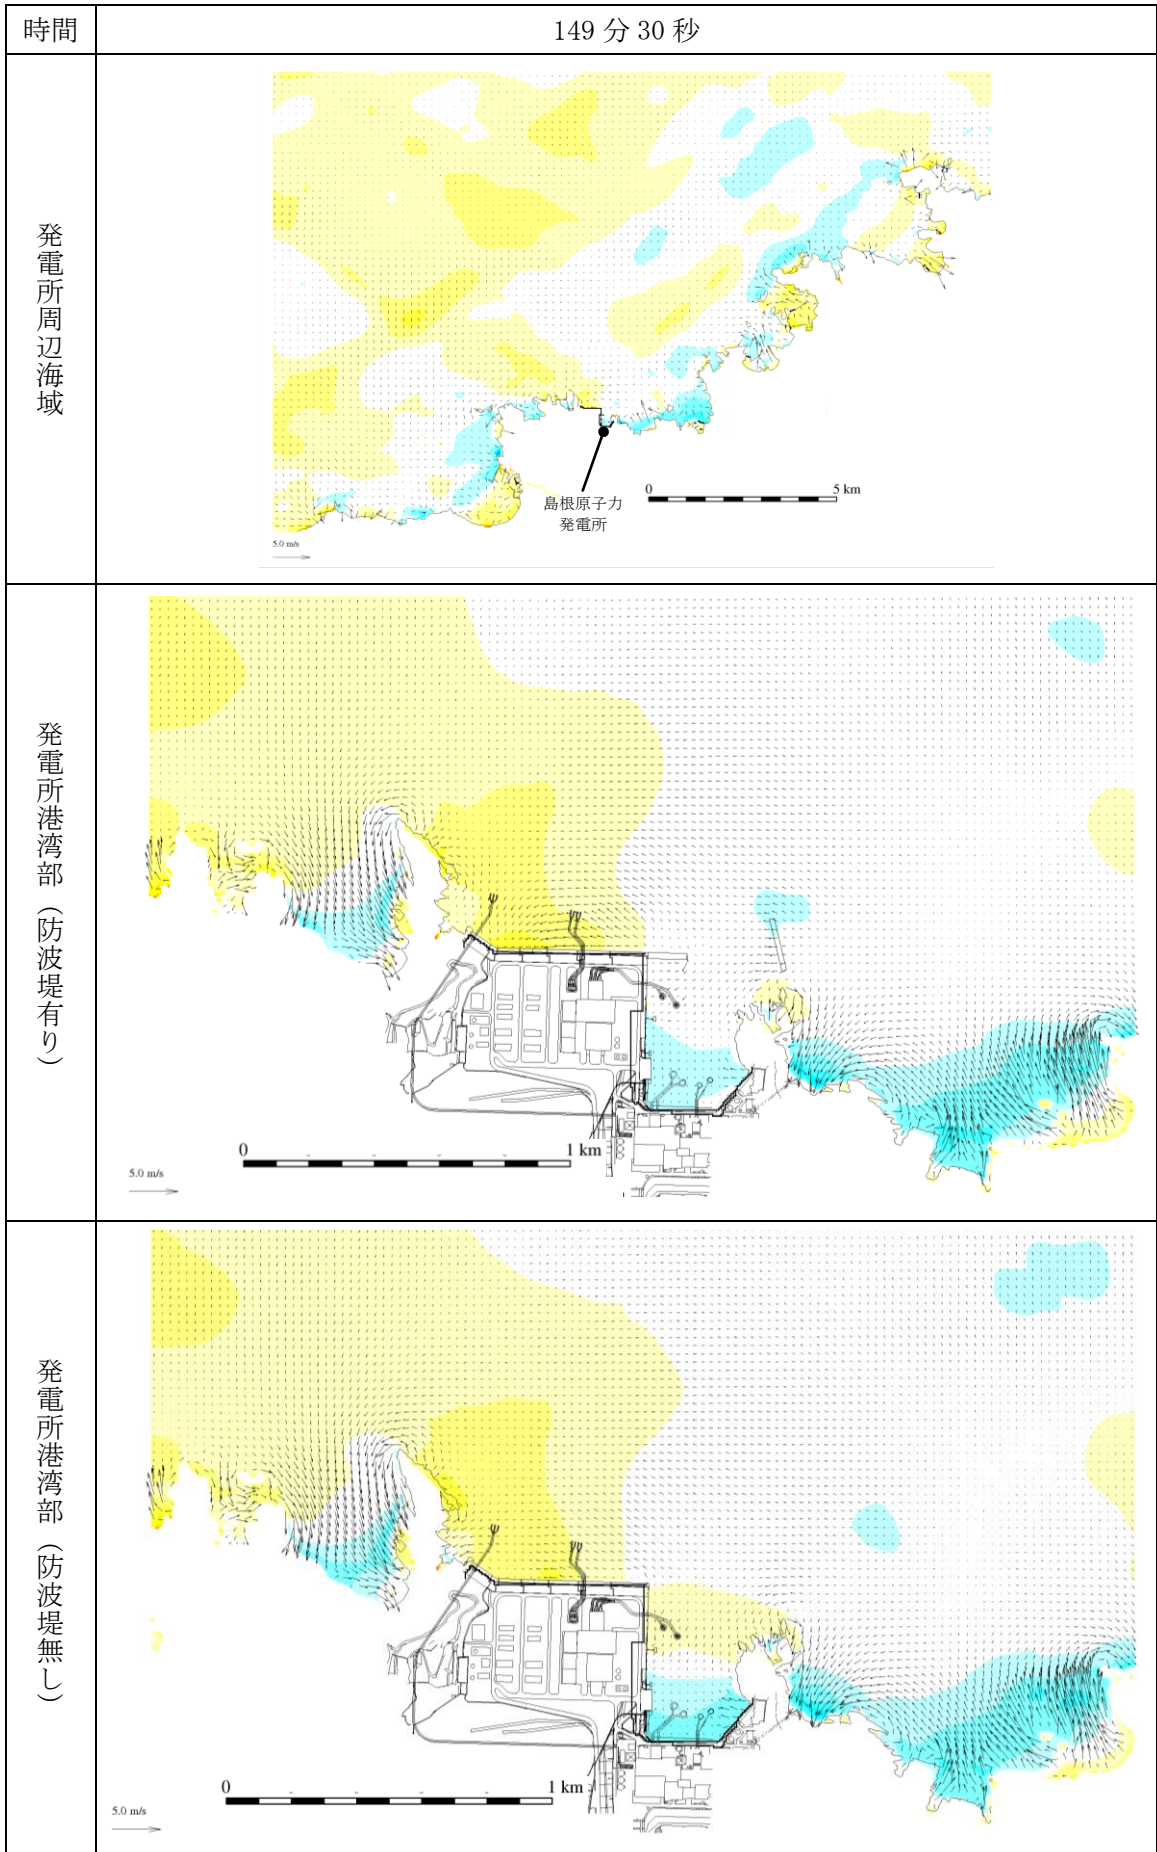 時間
149 分 30 秒
発電所周辺海域
島根原子力
発電所
0 5 km
5.0 m/s
発電所港湾部（防波堤有り）
0 1 km
5.0 m/s
発電所港湾部（防波堤無し）
0 1 km
5.0 m/s